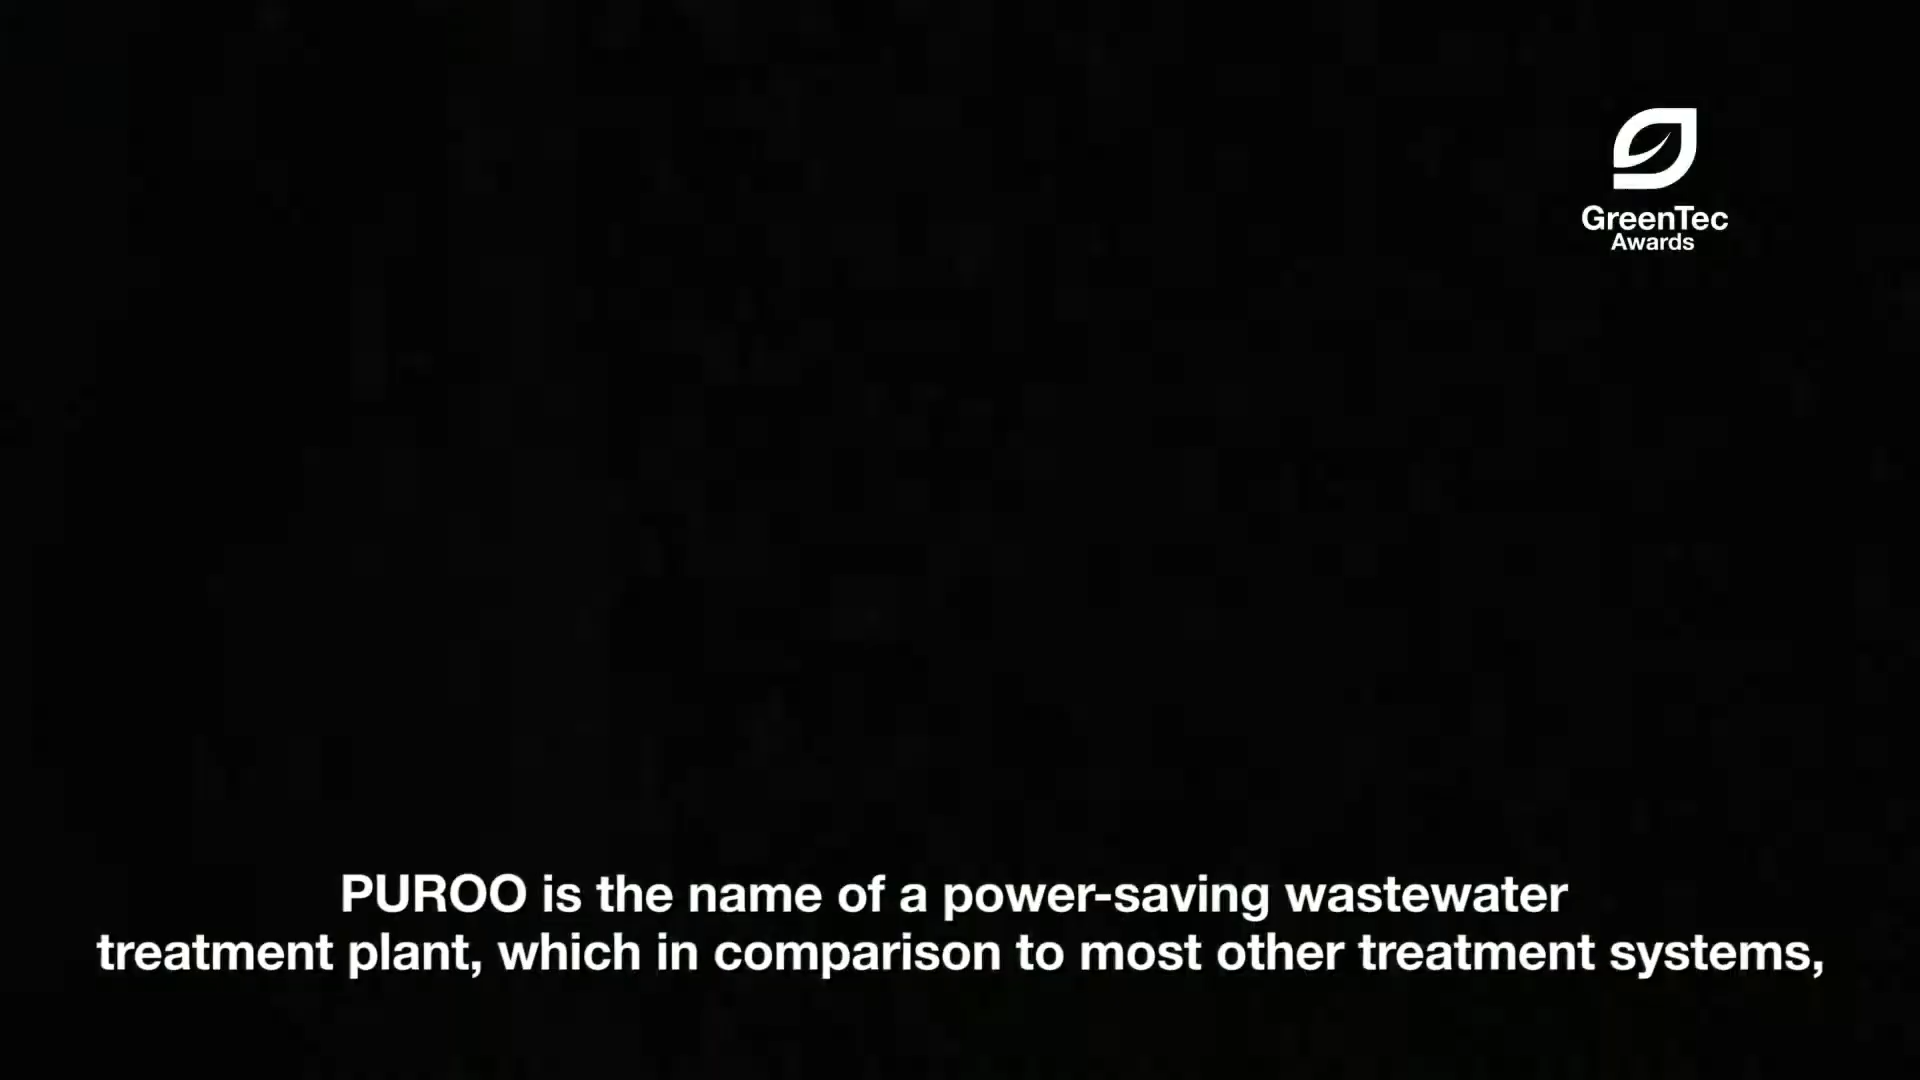 GreenTec
Awards
PUROO is the name of a power-saving wastewater
treatment plant, which in comparison to most other treatment systems,